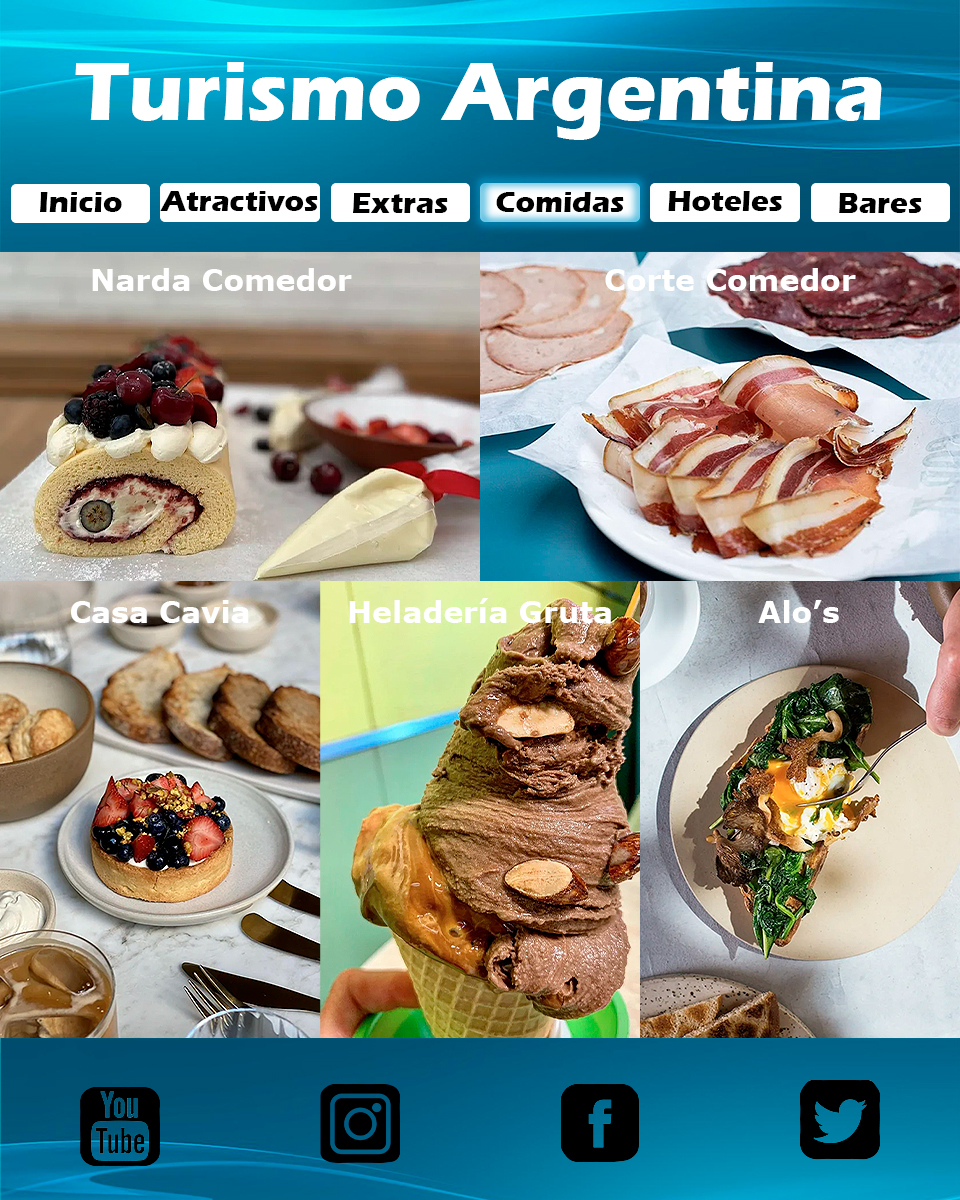 Turismo Argentina
Inicio
Atractivos
Extras
Comidas
Hoteles
Bares
Narda Comedor
Corte Comedor
Casa Cavia
Heladería Gruta
Alo’s
You
Tube